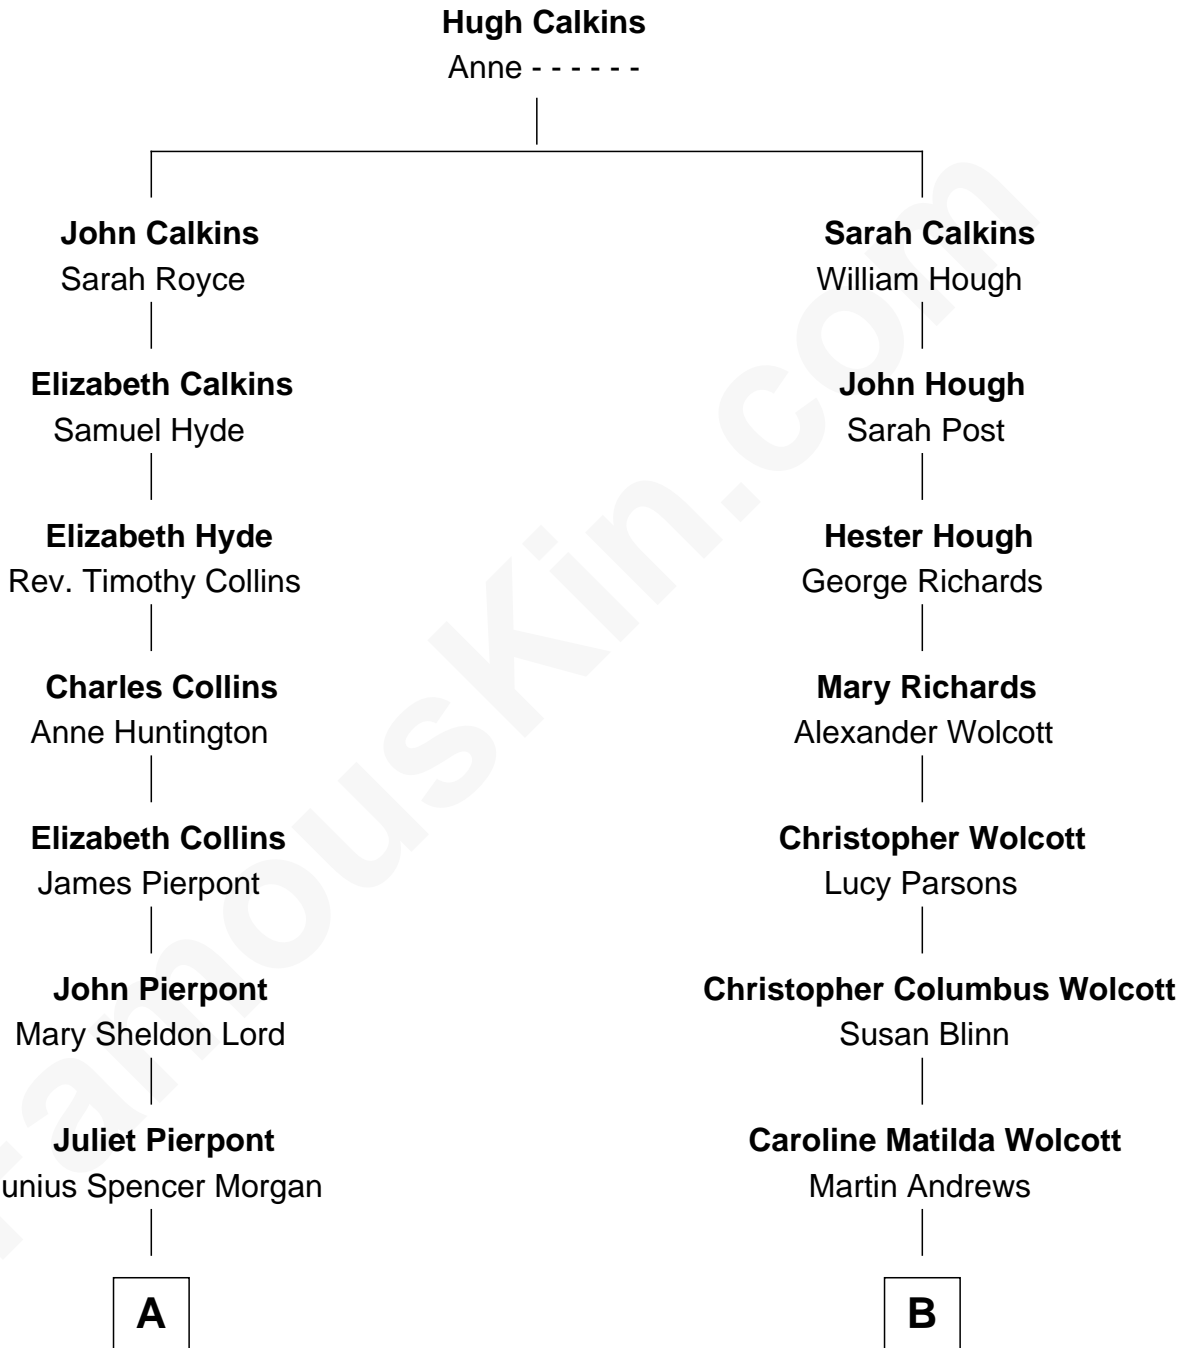 Hugh Calkins
Anne - - - - - -
John Calkins
Sarah Royce
Sarah Calkins
William Hough
Elizabeth Calkins
Samuel Hyde
John Hough
Sarah Post
Elizabeth Hyde
Rev. Timothy Collins
Hester Hough
George Richards
Charles Collins
Anne Huntington
Mary Richards
Alexander Wolcott
Elizabeth Collins
James Pierpont
Christopher Wolcott
Lucy Parsons
John Pierpont
Mary Sheldon Lord
Christopher Columbus Wolcott
Susan Blinn
Juliet Pierpont
unius Spencer Morgan
Caroline Matilda Wolcott
Martin Andrews
A
B
FamousKin.com